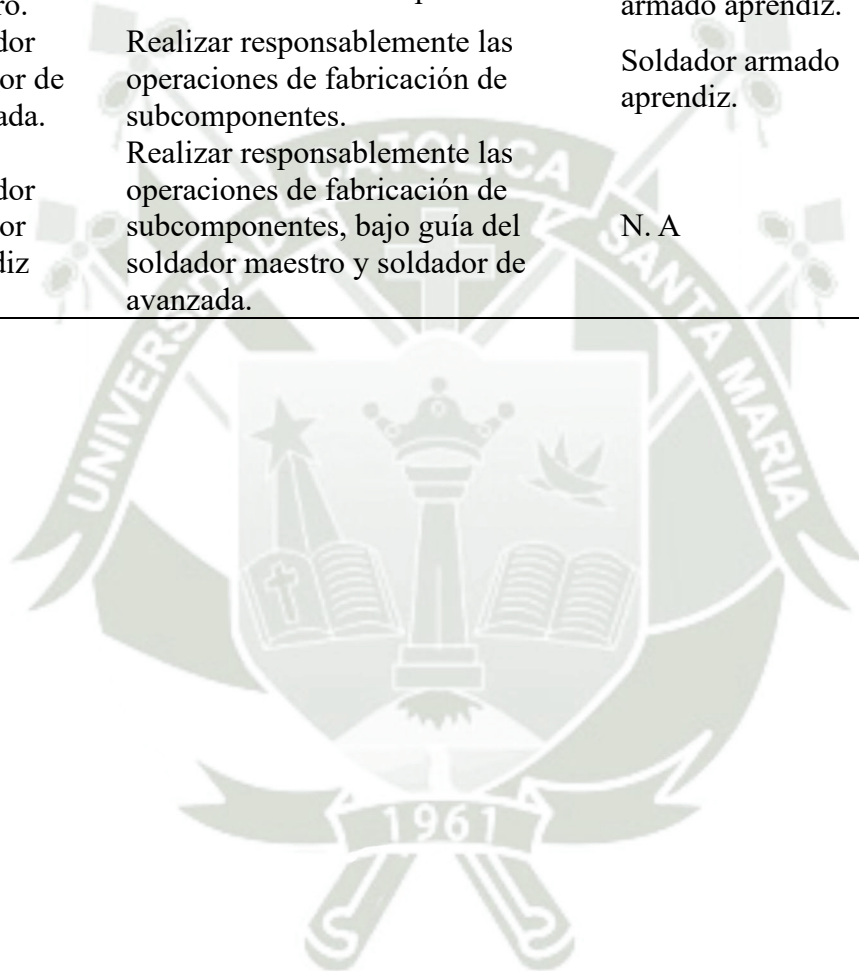 ro.
armado aprendiz.
dor
or de
ada.
Realizar responsablemente las
operaciones de fabricación de
subcomponentes.
Soldador armado
aprendiz.
dor
or
diz
Realizar responsablemente las
operaciones de fabricación de
subcomponentes, bajo guía del
soldador maestro y soldador de
avanzada.
N. A
UNIVERSIDAD CATOLICA SANTA MARIA
1961